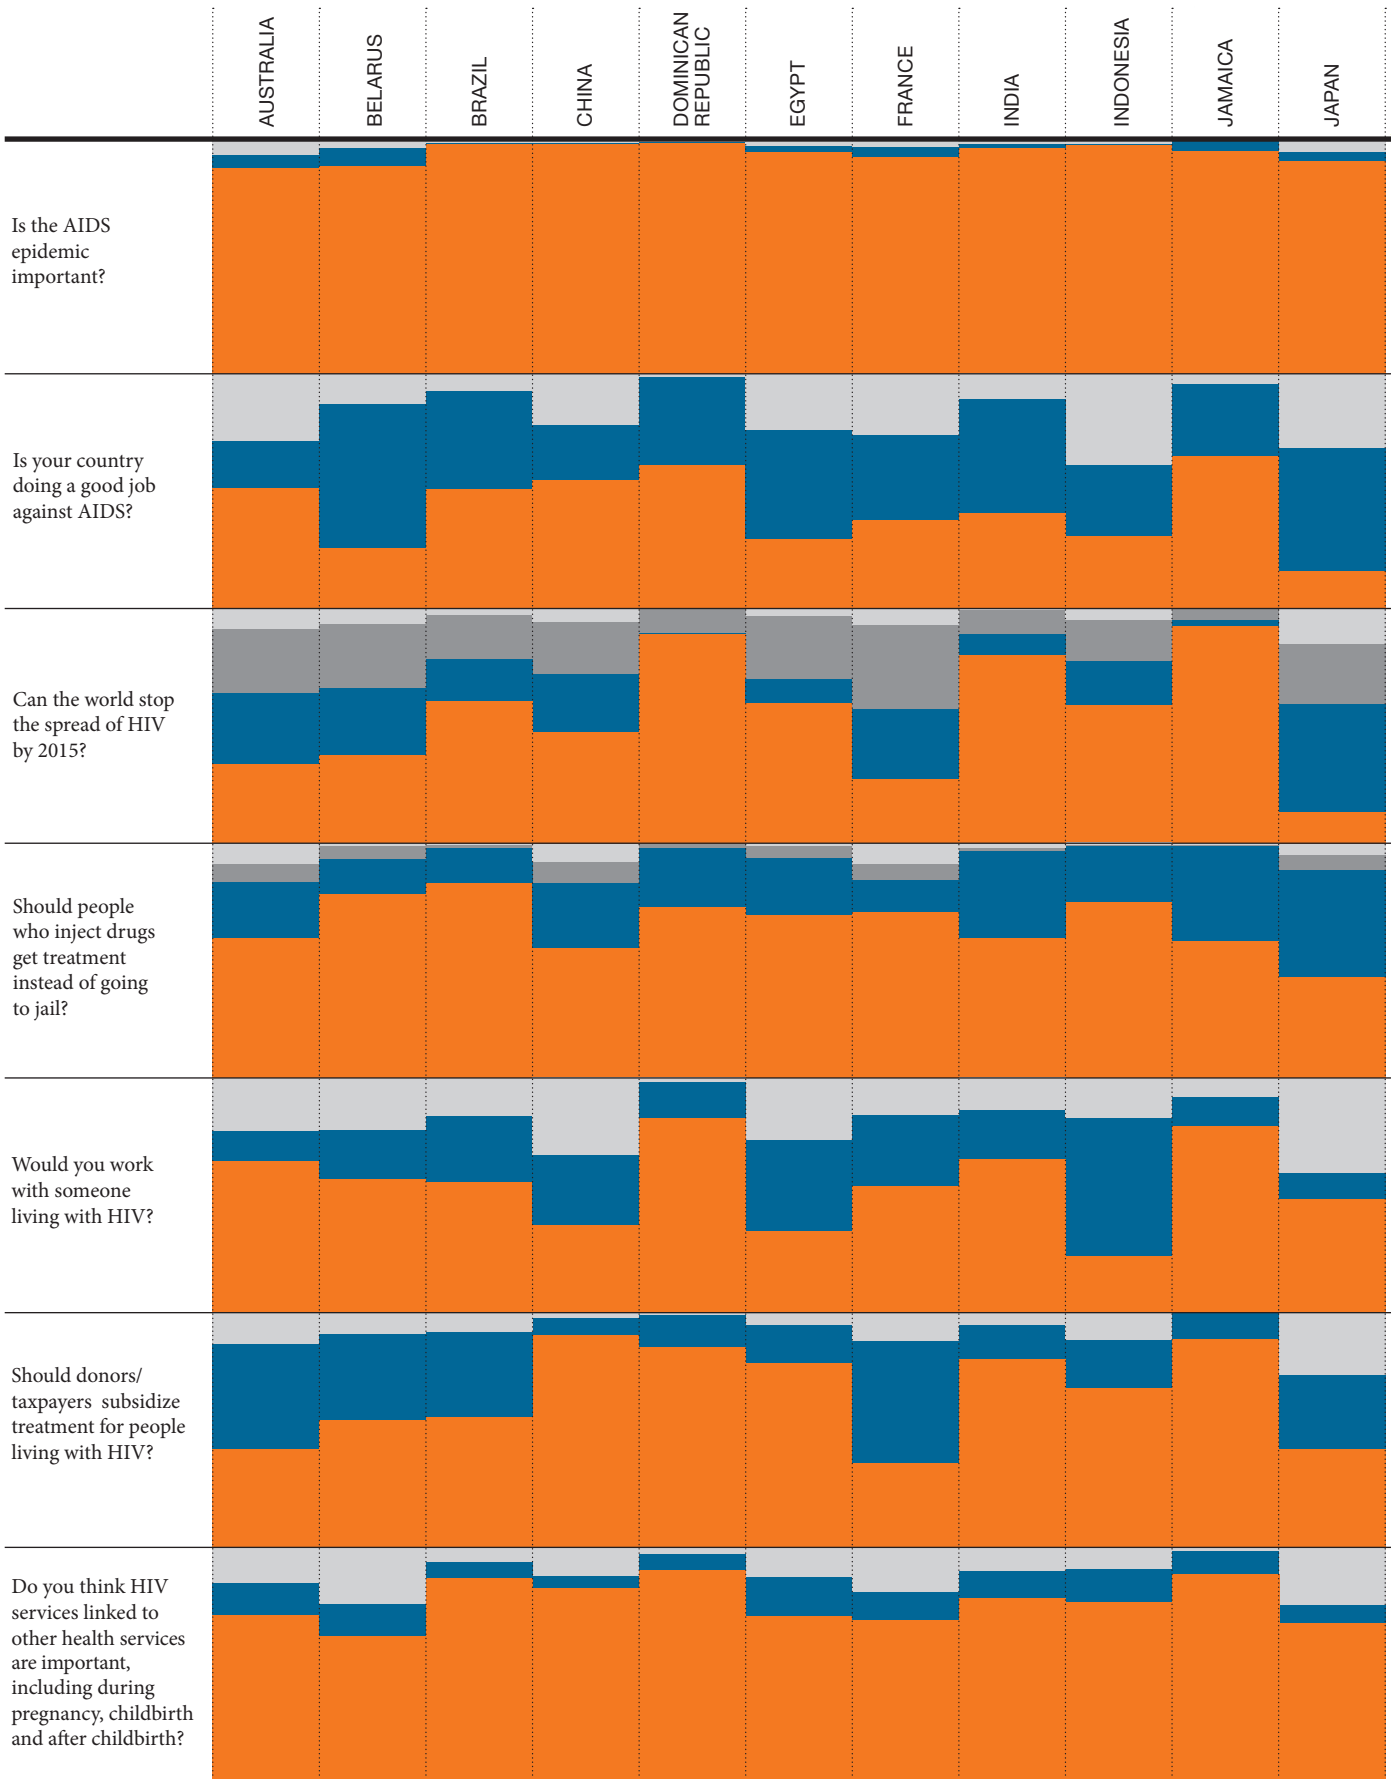 AUSTRALIA
BELARUS
BRAZIL
CHINA
DOMINICAN
REPUBLIC
EGYPT
FRANCE
INDIA
INDONESIA
JAMAICA
JAPAN
Is the AIDS
epidemic
important?
Is your country
doing a good job
against AIDS?
Can the world stop
the spread of HIV
by 2015?
Should people
who inject drugs
get treatment
instead of going
to jail?
Would you work
with someone
living with HIV?
Should donors/
taxpayers subsidize
treatment for people
living with HIV?
Do you think HIV
services linked to
other health services
are important,
including during
pregnancy, childbirth
and after childbirth?